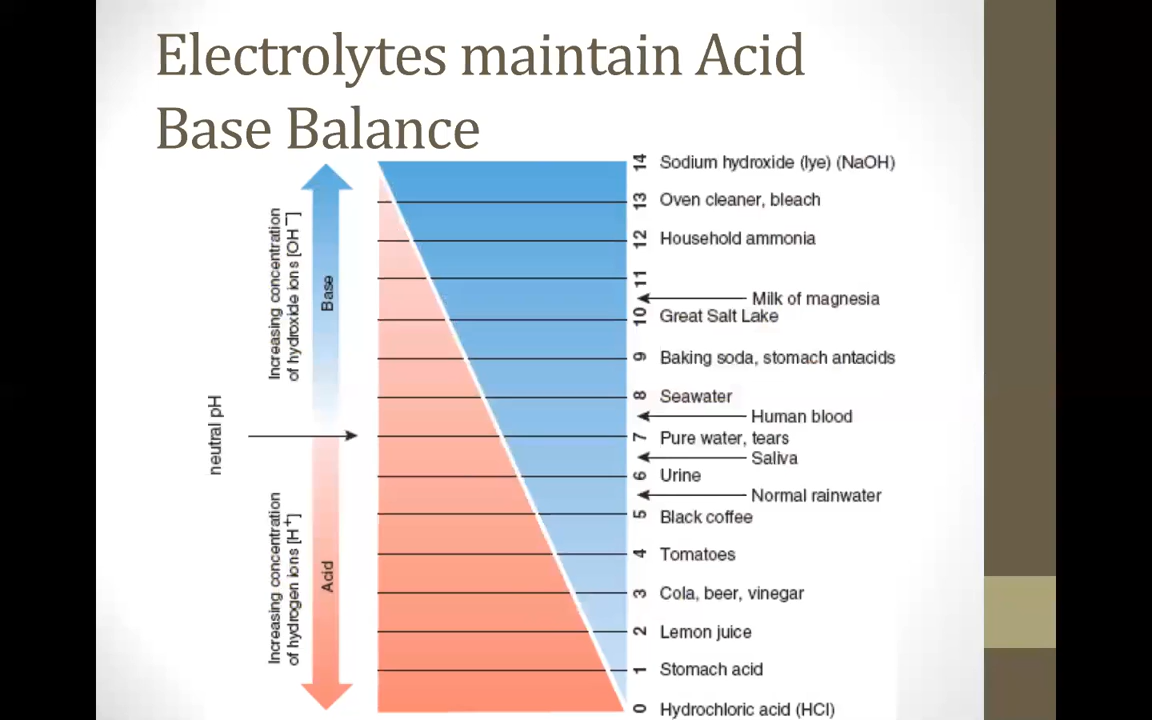 Electrolytes maintain Acid
Base Balance
Increasing concentration
of hydroxide ions [OH⁻]
Base
neutral pH
Increasing concentration
of hydrogen ions [H⁺]
Acid
14 Sodium hydroxide (lye) (NaOH)
13 Oven cleaner, bleach
12 Household ammonia
11
Milk of magnesia
10 Great Salt Lake
9 Baking soda, stomach antacids
8 Seawater
Human blood
7 Pure water, tears
Saliva
6 Urine
Normal rainwater
5 Black coffee
4 Tomatoes
3 Cola, beer, vinegar
2 Lemon juice
1 Stomach acid
0 Hydrochloric acid (HCl)